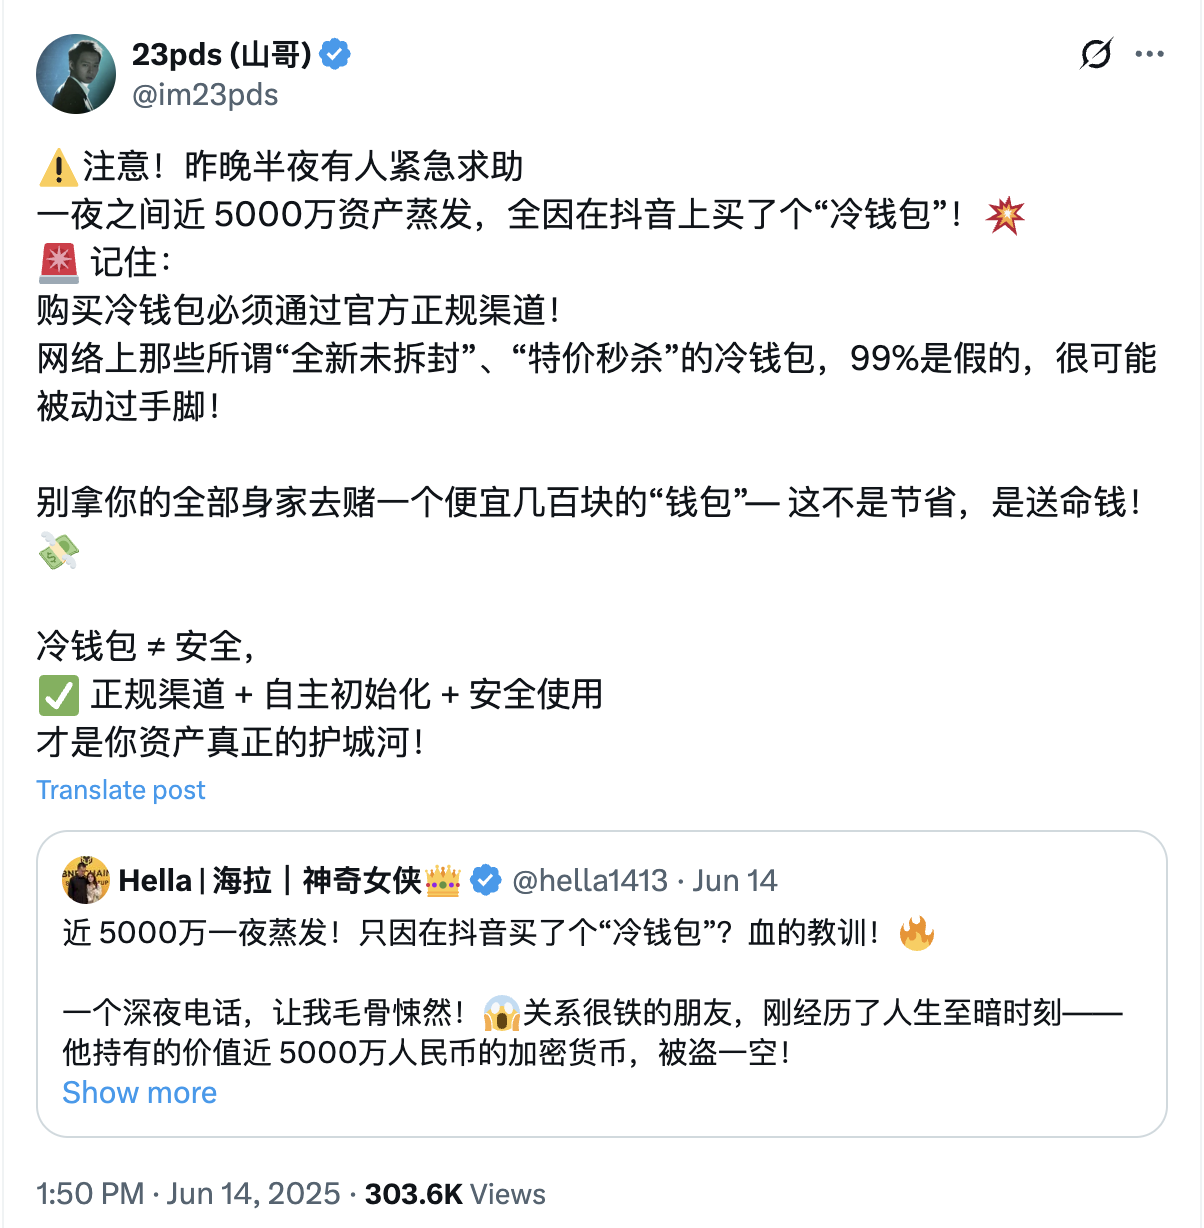 23pds (山哥)
@im23pds
⚠️注意！昨晚半夜有人紧急求助
一夜之间近 5000万资产蒸发，全因在抖音上买了个“冷钱包”！💥
🚨 记住：
购买冷钱包必须通过官方正规渠道！
网络上那些所谓“全新未拆封”、“特价秒杀”的冷钱包，99%是假的，很可能
被动过手脚！
别拿你的全部身家去赌一个便宜几百块的“钱包”— 这不是节省，是送命钱！
💸
冷钱包 ≠ 安全，
✅ 正规渠道 + 自主初始化 + 安全使用
才是你资产真正的护城河！
Translate post
Hella | 海拉｜神奇女侠👑 @hella1413 · Jun 14
近 5000万一夜蒸发！只因在抖音买了个“冷钱包”？血的教训！🔥
一个深夜电话，让我毛骨悚然！😱关系很铁的朋友，刚经历了人生至暗时刻——
他持有的价值近 5000万人民币的加密货币，被盗一空！
Show more
1:50 PM · Jun 14, 2025 · 303.6K Views